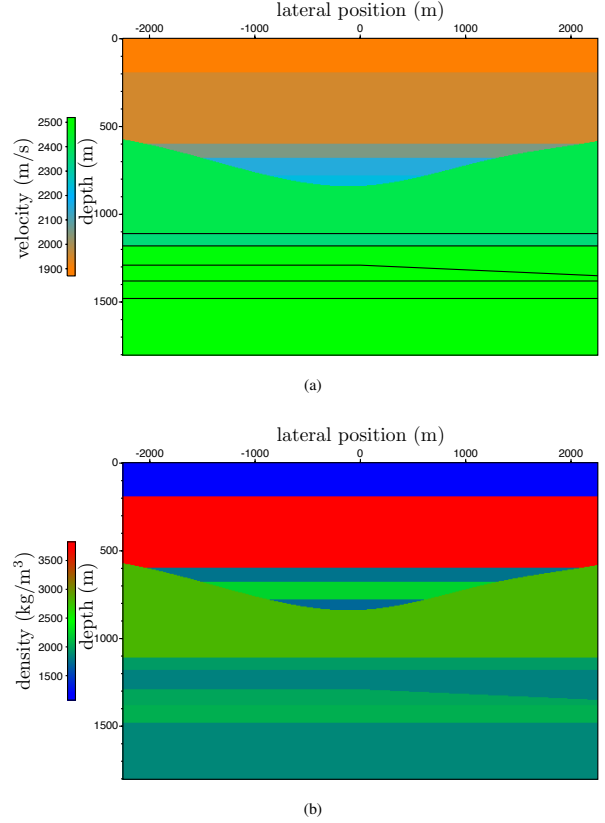 lateral position (m)
-2000 -1000 0 1000 2000
0
500
1000
1500
depth (m)
velocity (m/s)
2500
2400
2300
2200
2100
2000
1900
(a)
lateral position (m)
-2000 -1000 0 1000 2000
0
500
1000
1500
depth (m)
density (kg/m³)
3500
3000
2500
2000
1500
(b)